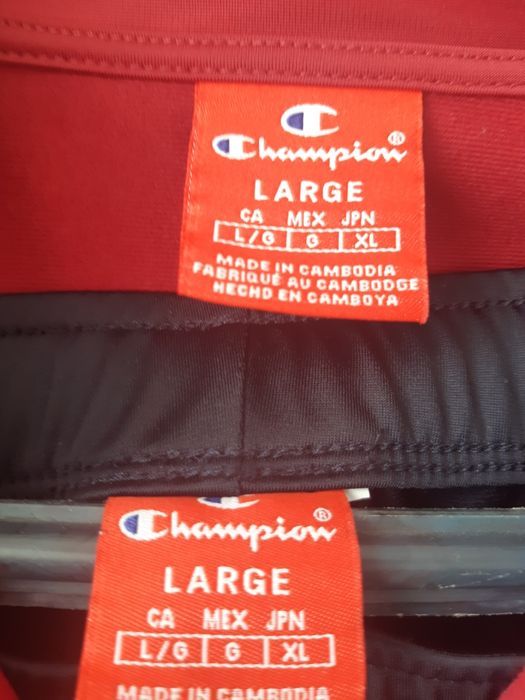 Champion®
LARGE
CA MEX JPN
L/G G XL
MADE IN CAMBODIA
FABRIQUÉ AU CAMBODGE
HECHO EN CAMBOYA
Champion®
LARGE
CA MEX JPN
L/G G XL
MADE IN CAMBODIA